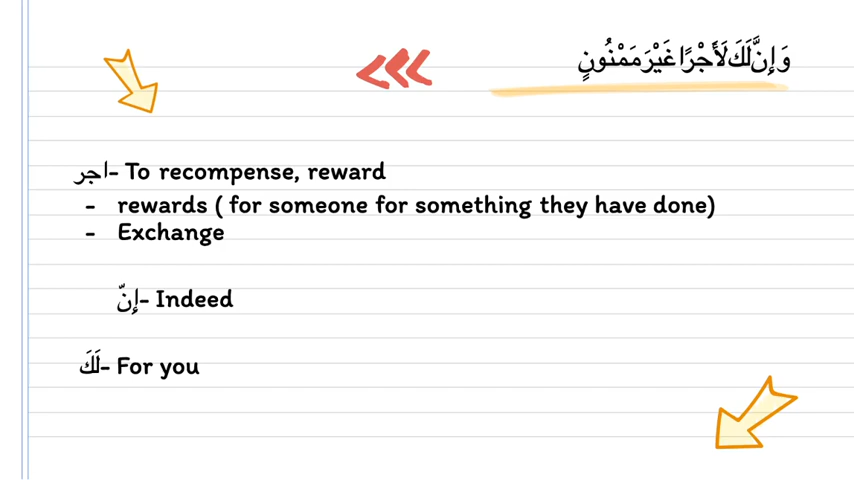 وَإِنَّ لَكَ لَأَجْرًا غَيْرَ مَمْنُونٍ
اجر- To recompense, reward
- rewards ( for someone for something they have done)
- Exchange
إِنّ- Indeed
لَكَ- For you